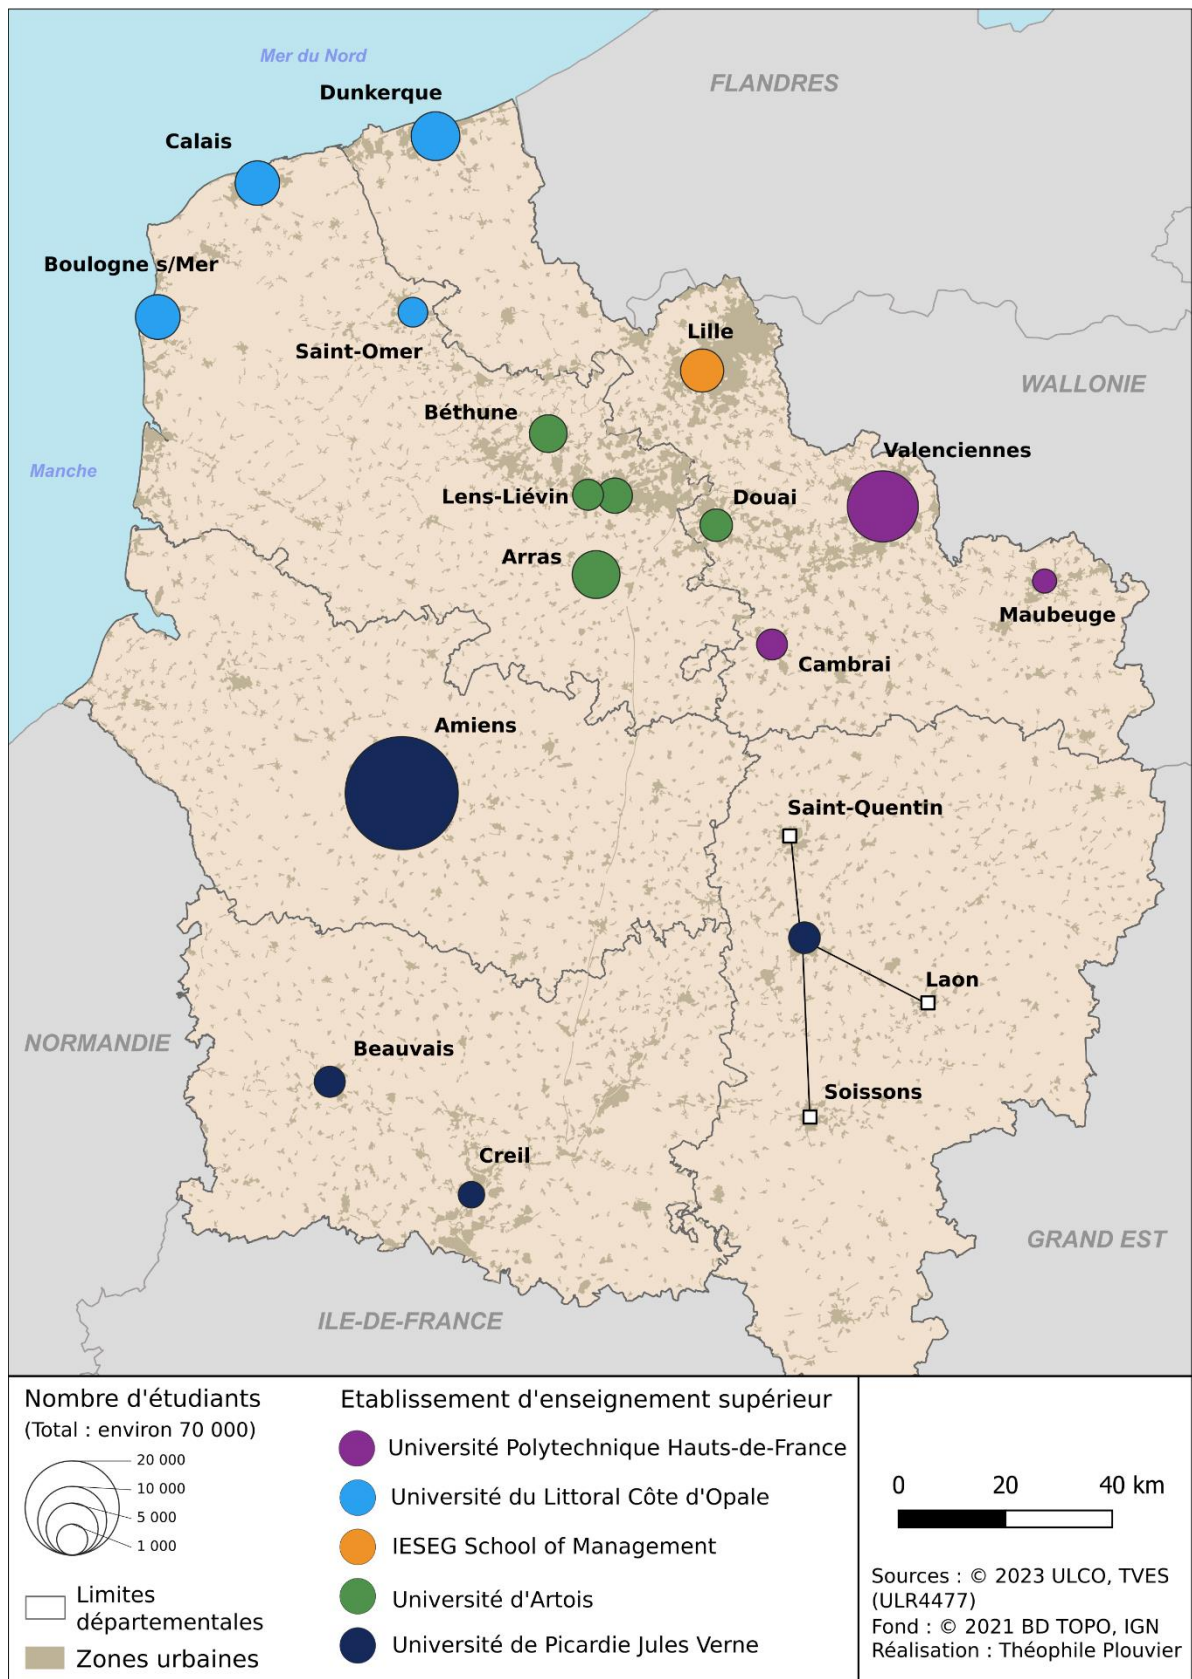 Mer du Nord
FLANDRES
Dunkerque
Calais
Boulogne s/Mer
Saint-Omer
Lille
WALLONIE
Béthune
Valenciennes
Manche
Lens-Liévin
Douai
Arras
Maubeuge
Cambrai
Amiens
Saint-Quentin
Laon
NORMANDIE
Beauvais
Soissons
Creil
GRAND EST
ILE-DE-FRANCE
Nombre d'étudiants
(Total : environ 70 000)
20 000
10 000
5 000
1 000
Limites
départementales
Zones urbaines
Etablissement d'enseignement supérieur
Université Polytechnique Hauts-de-France
Université du Littoral Côte d'Opale
IESEG School of Management
Université d'Artois
Université de Picardie Jules Verne
0 20 40 km
Sources : © 2023 ULCO, TVES
(ULR4477)
Fond : © 2021 BD TOPO, IGN
Réalisation : Théophile Plouvier